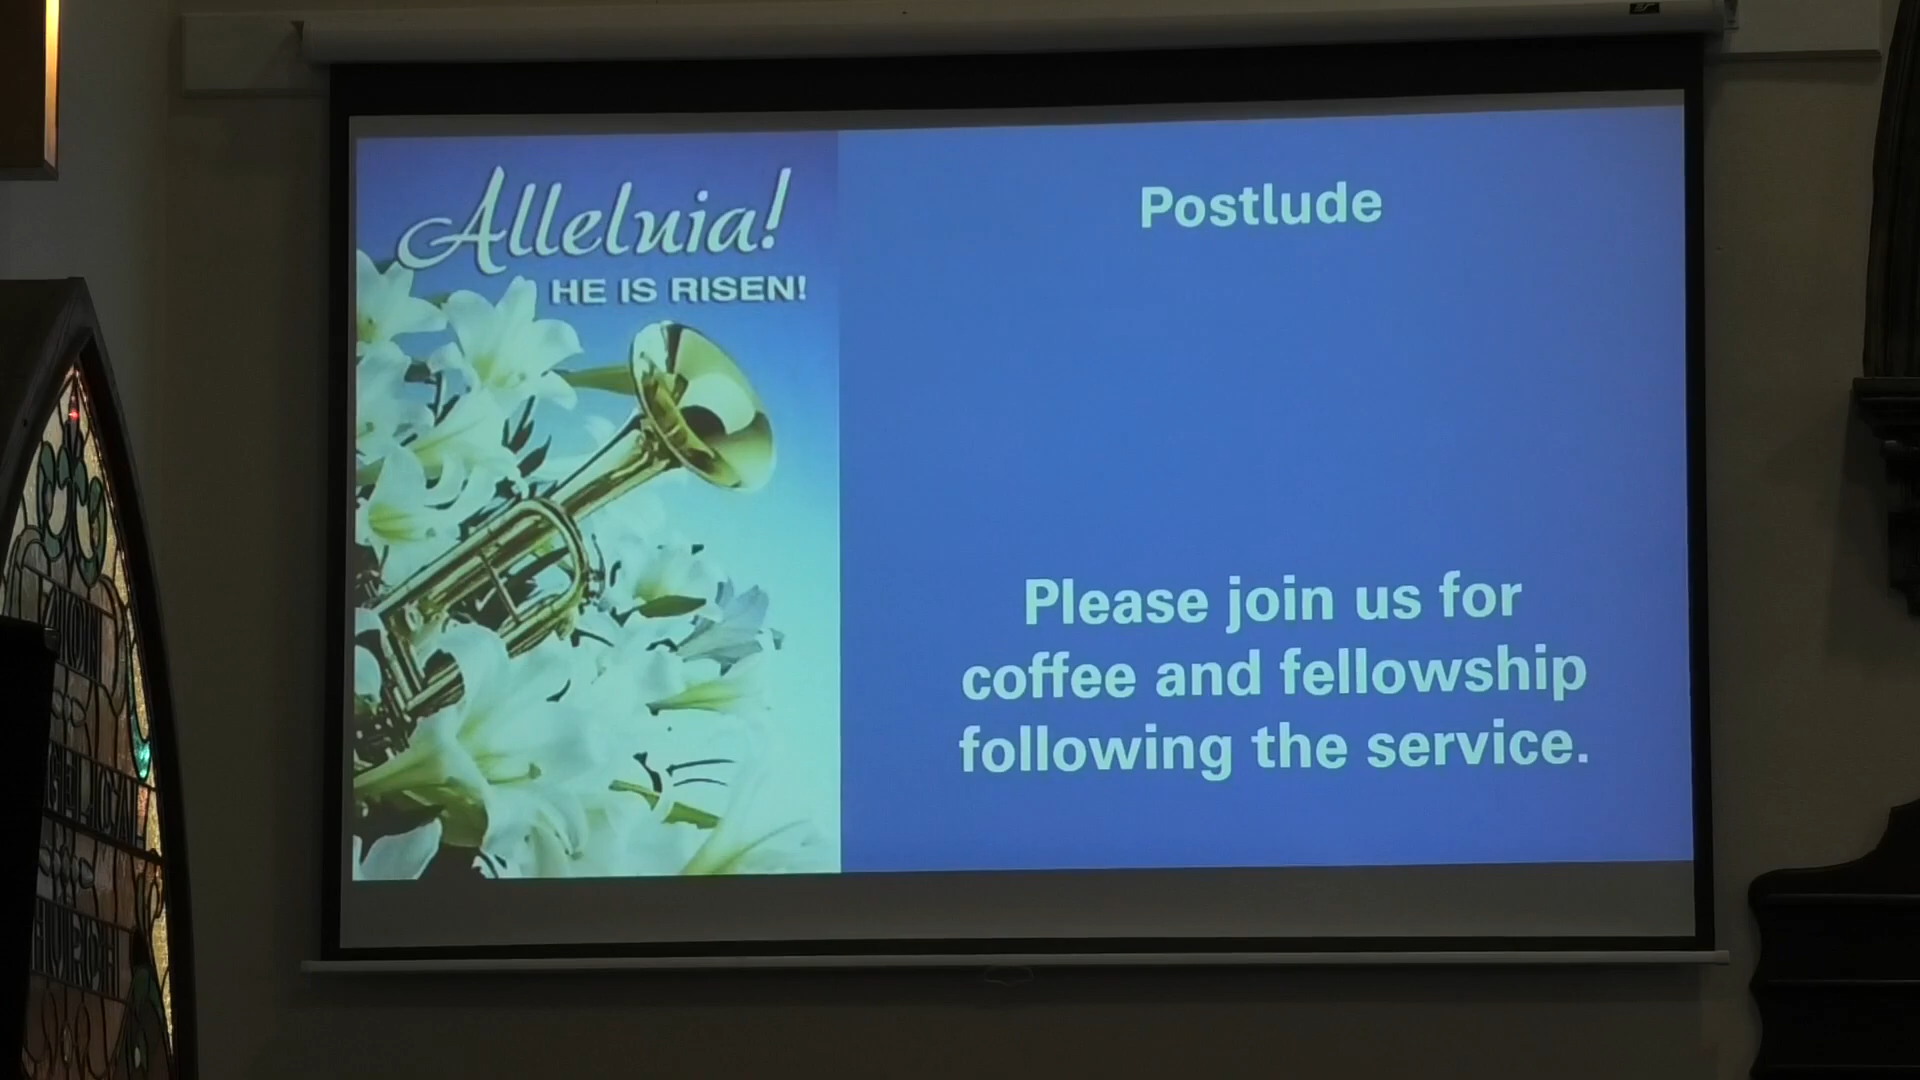 Alleluia!
HE IS RISEN!
Postlude
Please join us for
coffee and fellowship
following the service.